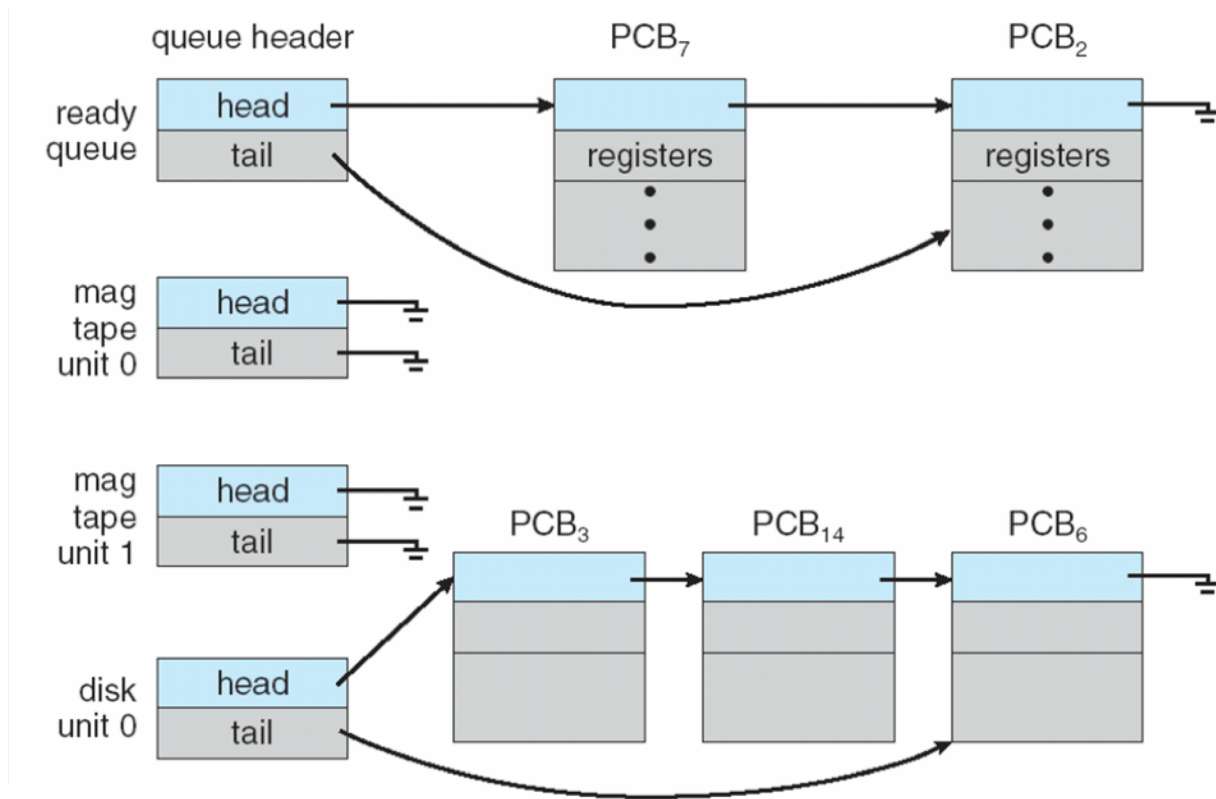 queue header
PCB₇
PCB₂
ready
queue
head
tail
registers
registers
mag
tape
unit 0
head
tail
mag
tape
unit 1
head
tail
PCB₃
PCB₁₄
PCB₆
disk
unit 0
head
tail